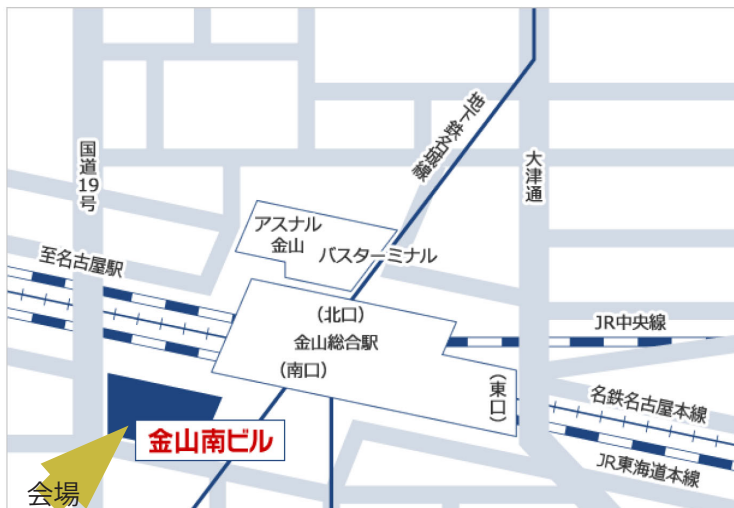 地下鉄名城線
国道19号
大津通
アスナル
金山
バスターミナル
至名古屋駅
(北口)
金山総合駅
(南口)
JR中央線
(東口)
名鉄名古屋本線
金山南ビル
JR東海道本線
会場